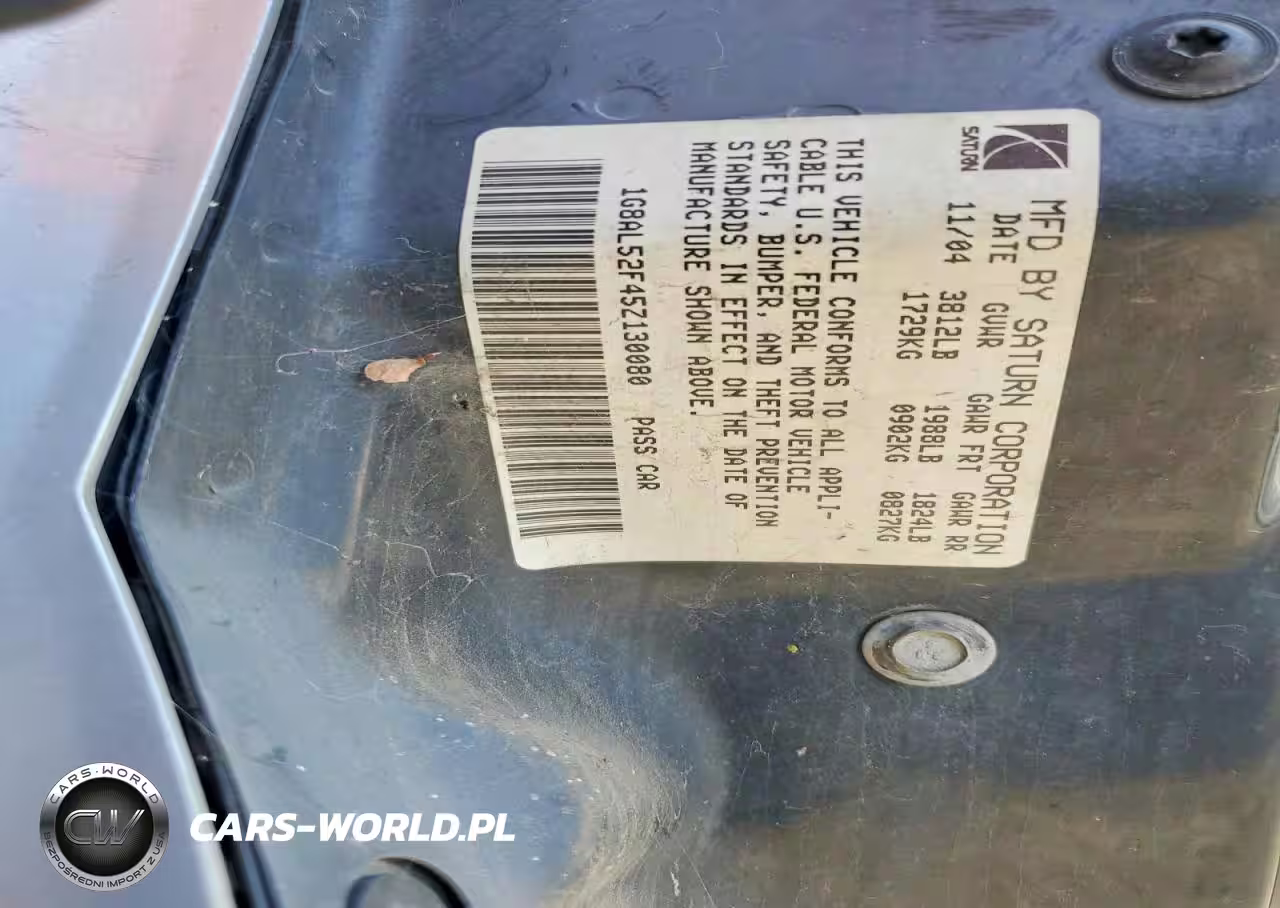 SATURN
MFD BY SATURN CORPORATION
DATE GVWR GAWR FRT GAWR RR
11/04 3812LB 1988LB 1824LB
1729KG 0902KG 0827KG
THIS VEHICLE CONFORMS TO ALL APPLI-
CABLE U.S. FEDERAL MOTOR VEHICLE
SAFETY, BUMPER, AND THEFT PREVENTION
STANDARDS IN EFFECT ON THE DATE OF
MANUFACTURE SHOWN ABOVE.
1G8AL52F45Z130080 PASS CAR
CARS-WORLD
CW
BEZPOŚREDNI IMPORT Z USA
CARS-WORLD.PL